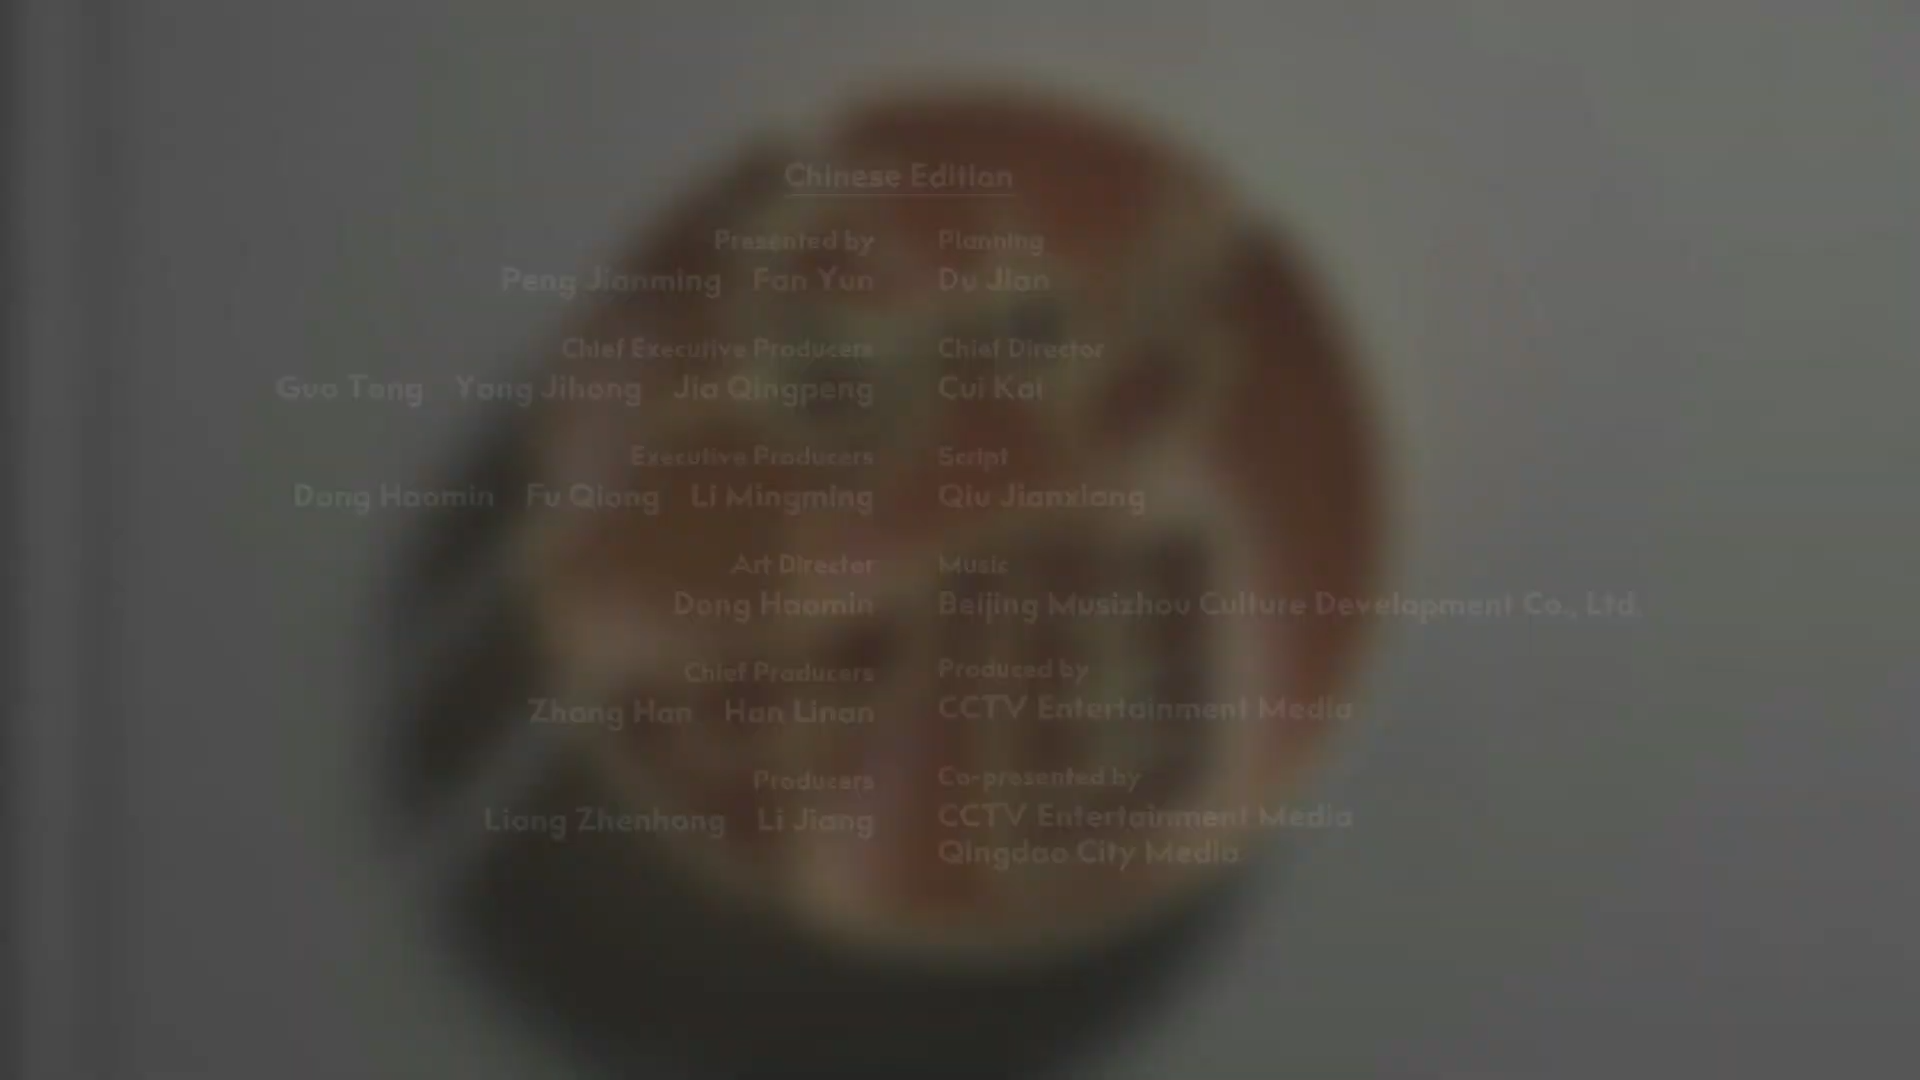 Chinese Edition
Presented by
Peng Jianming Fan Yun
Planning
Du Jian
Chief Executive Producers
Guo Tong Yang Jihong Jia Qingpeng
Chief Director
Cui Kai
Executive Producers
Dong Haomin Fu Qiong Li Mingming
Script
Qiu Jianxiang
Art Director
Dong Haomin
Music
Beijing Musizhou Culture Development Co., Ltd.
Chief Producers
Zhang Han Han Linan
Produced by
CCTV Entertainment Media
Producers
Liang Zhenhong Li Jiang
Co-presented by
CCTV Entertainment Media
Qingdao City Media